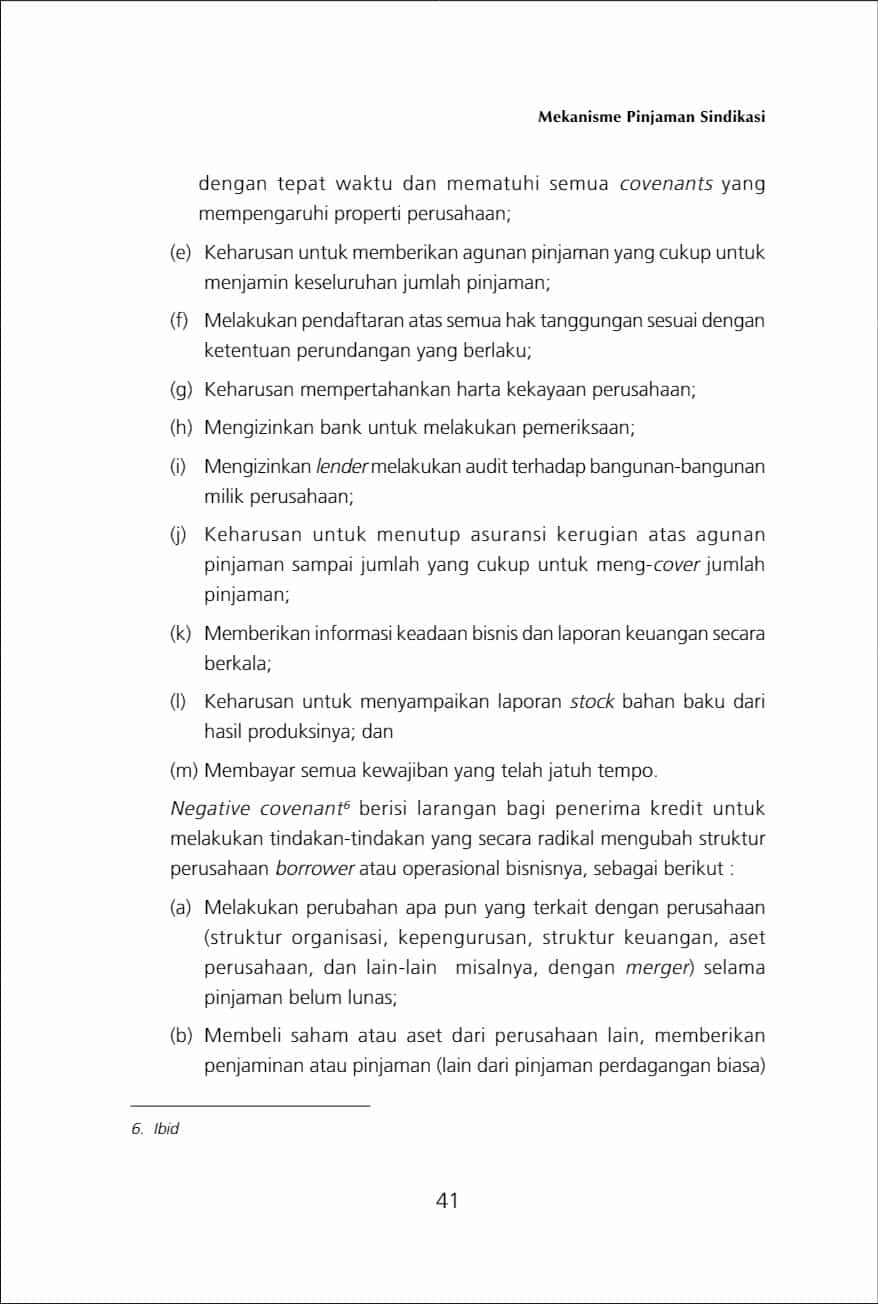 Mekanisme Pinjaman Sindikasi
dengan tepat waktu dan mematuhi semua covenants yang
mempengaruhi properti perusahaan;
(e) Keharusan untuk memberikan agunan pinjaman yang cukup untuk
menjamin keseluruhan jumlah pinjaman;
(f) Melakukan pendaftaran atas semua hak tanggungan sesuai dengan
ketentuan perundangan yang berlaku;
(g) Keharusan mempertahankan harta kekayaan perusahaan;
(h) Mengizinkan bank untuk melakukan pemeriksaan;
(i) Mengizinkan lender melakukan audit terhadap bangunan-bangunan
milik perusahaan;
(j) Keharusan untuk menutup asuransi kerugian atas agunan
pinjaman sampai jumlah yang cukup untuk meng-cover jumlah
pinjaman;
(k) Memberikan informasi keadaan bisnis dan laporan keuangan secara
berkala;
(l) Keharusan untuk menyampaikan laporan stock bahan baku dari
hasil produksinya; dan
(m) Membayar semua kewajiban yang telah jatuh tempo.
Negative covenant⁶ berisi larangan bagi penerima kredit untuk
melakukan tindakan-tindakan yang secara radikal mengubah struktur
perusahaan borrower atau operasional bisnisnya, sebagai berikut :
(a) Melakukan perubahan apa pun yang terkait dengan perusahaan
(struktur organisasi, kepengurusan, struktur keuangan, aset
perusahaan, dan lain-lain misalnya, dengan merger) selama
pinjaman belum lunas;
(b) Membeli saham atau aset dari perusahaan lain, memberikan
penjaminan atau pinjaman (lain dari pinjaman perdagangan biasa)
6. Ibid
41